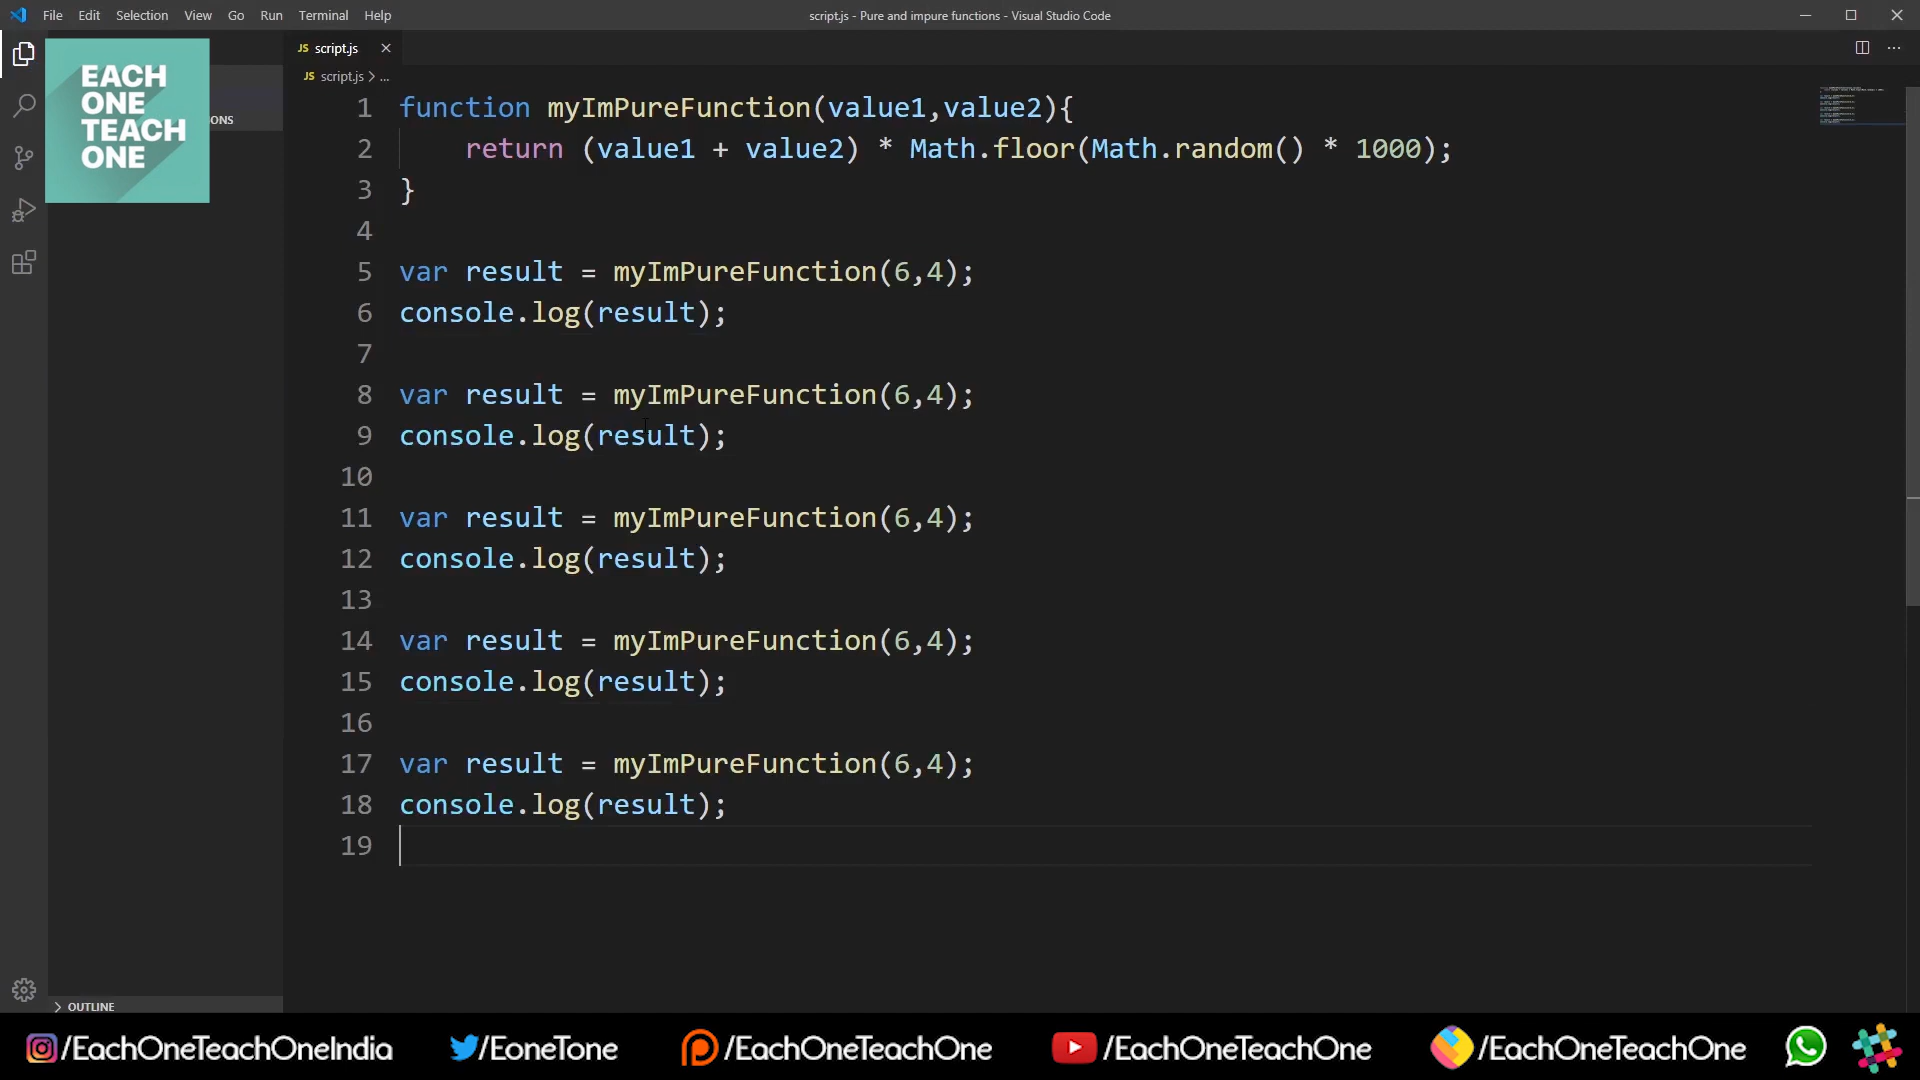 File Edit Selection View Go Run Terminal Help
script.js - Pure and impure functions - Visual Studio Code
EACH
ONE
TEACH
ONE
ONS
JS script.js
JS script.js > ...
1 function myImPureFunction(value1,value2){
2 return (value1 + value2) * Math.floor(Math.random() * 1000);
3 }
4
5 var result = myImPureFunction(6,4);
6 console.log(result);
7
8 var result = myImPureFunction(6,4);
9 console.log(result);
10
11 var result = myImPureFunction(6,4);
12 console.log(result);
13
14 var result = myImPureFunction(6,4);
15 console.log(result);
16
17 var result = myImPureFunction(6,4);
18 console.log(result);
19
OUTLINE
/EachOneTeachOneIndia /EoneTone /EachOneTeachOne /EachOneTeachOne /EachOneTeachOne